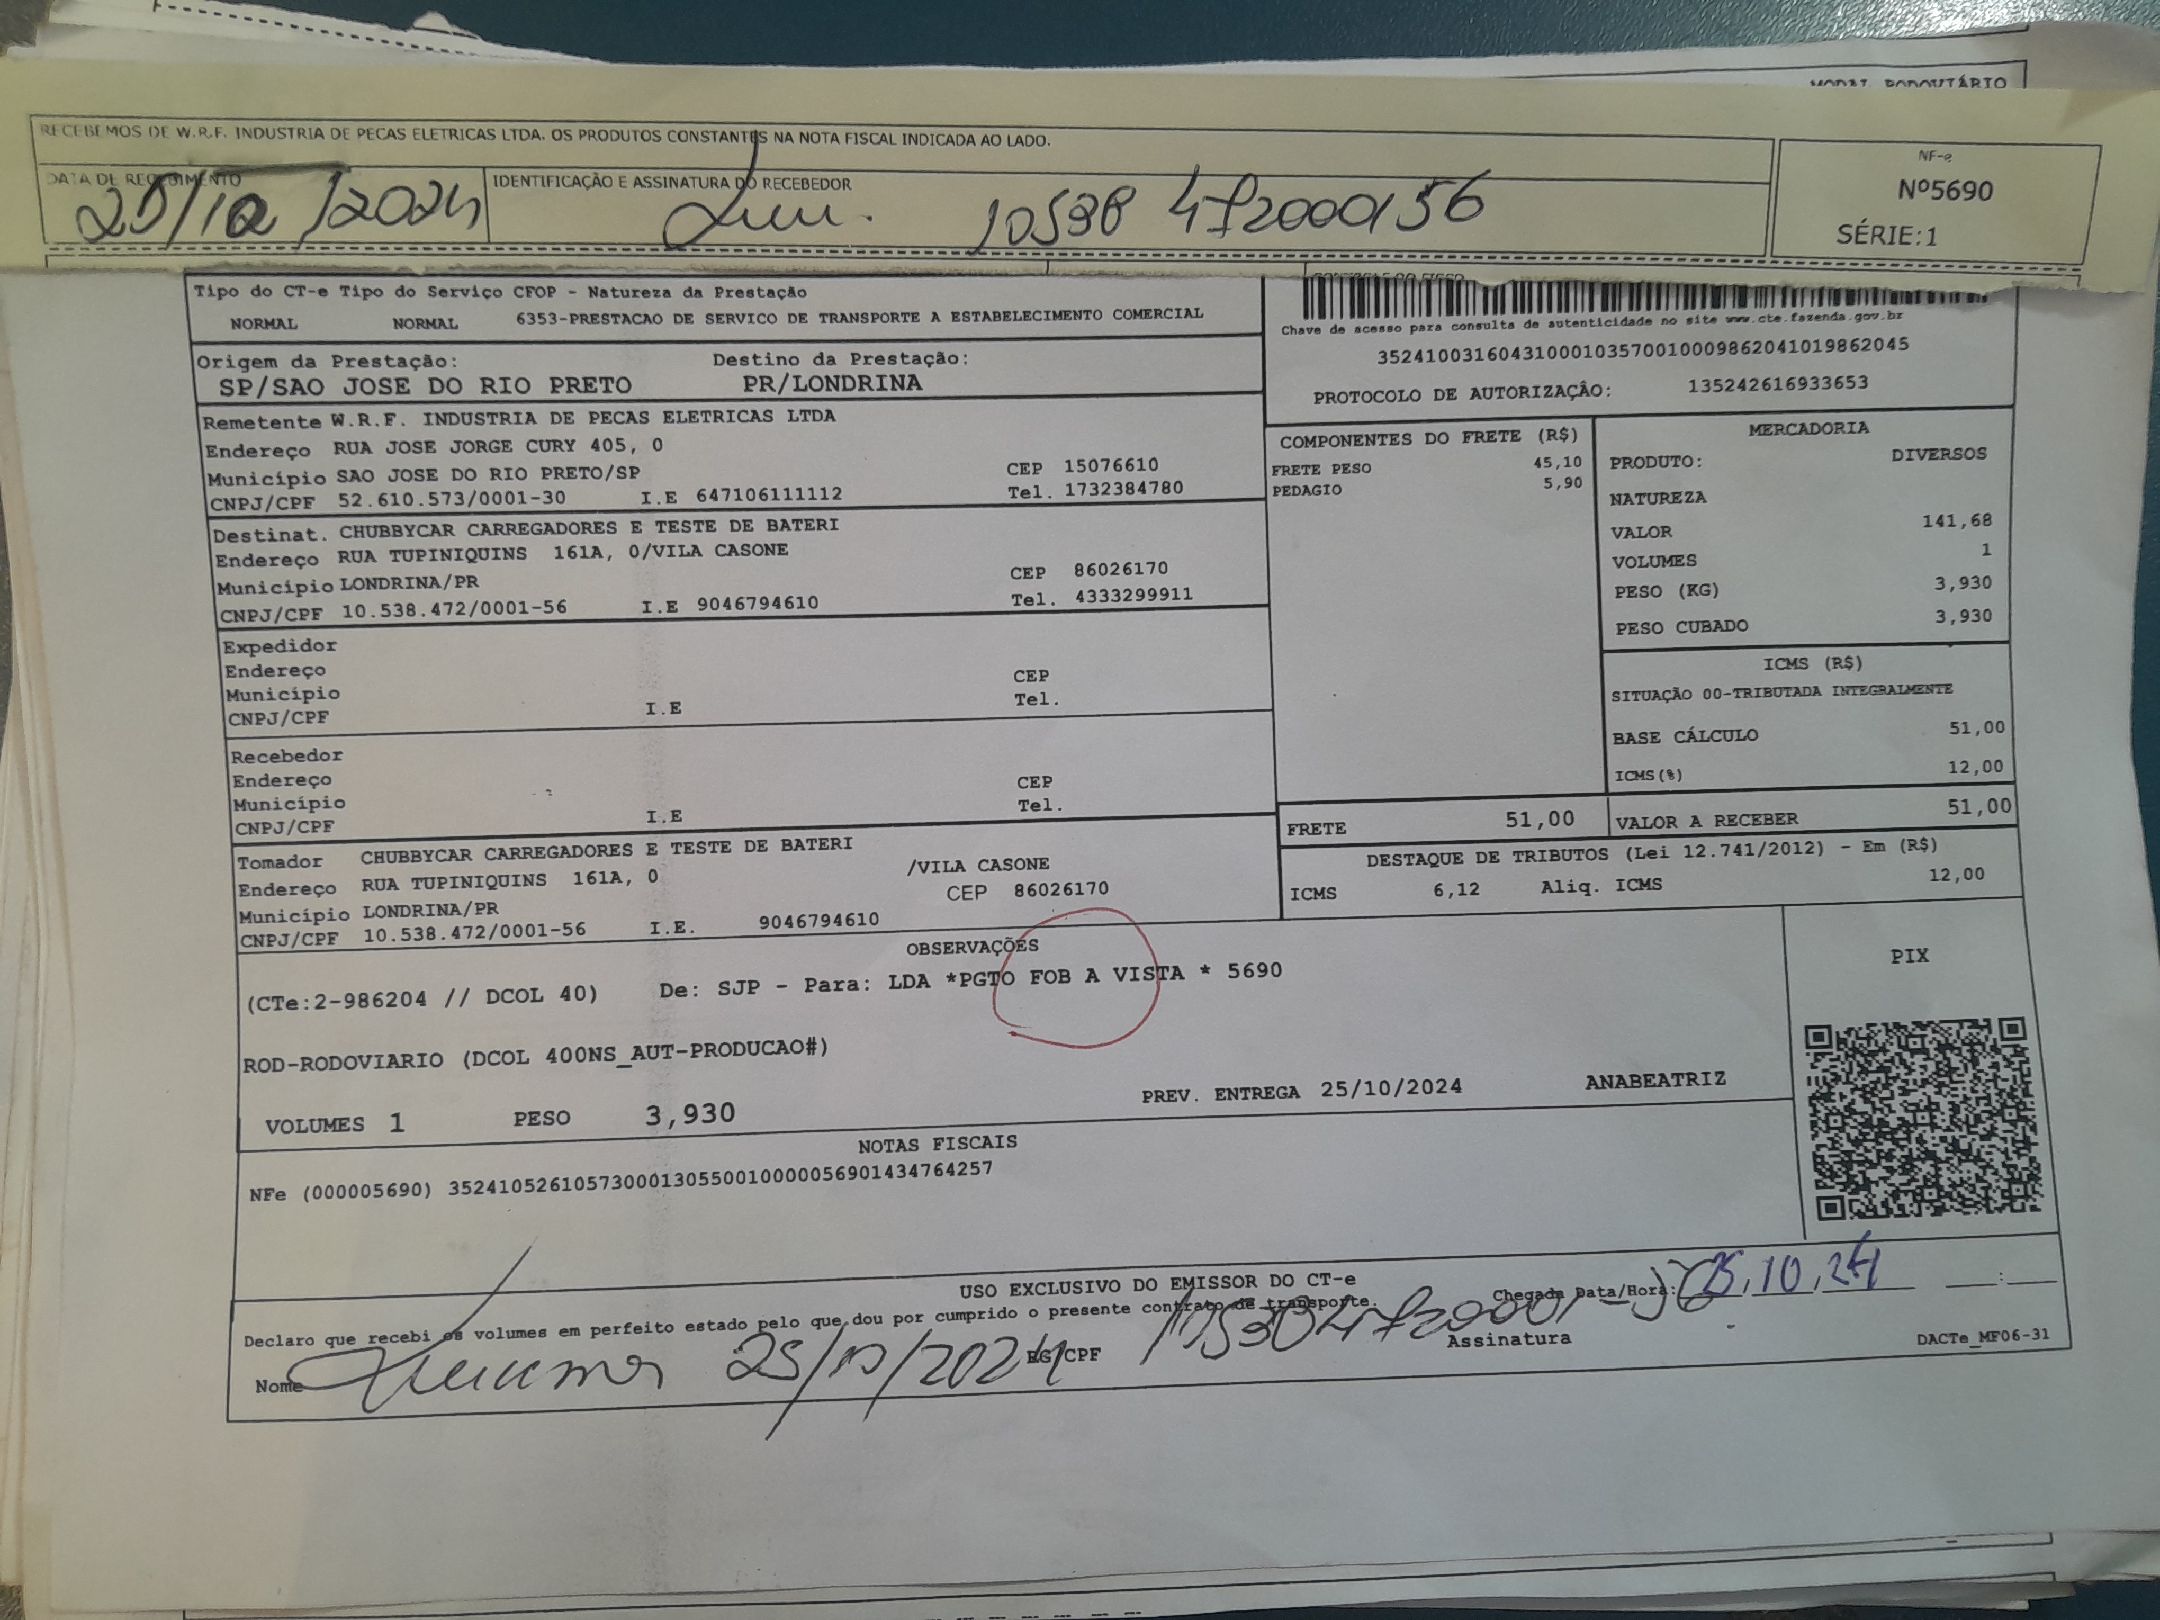 MODAL RODOVIÁRIO
RECEBEMOS DE W.R.F. INDUSTRIA DE PECAS ELETRICAS LTDA. OS PRODUTOS CONSTANTES NA NOTA FISCAL INDICADA AO LADO.
NF-e
Nº5690
SÉRIE:1
DATA DE RECEBIMENTO
IDENTIFICAÇÃO E ASSINATURA DO RECEBEDOR
25/10/2024
10538 472000156
Tipo do CT-e Tipo do Serviço CFOP - Natureza da Prestação
NORMAL NORMAL 6353-PRESTACAO DE SERVICO DE TRANSPORTE A ESTABELECIMENTO COMERCIAL
Chave de acesso para consulta de autenticidade no site www.cte.fazenda.gov.br
35241003160431000103570010009862041019862045
PROTOCOLO DE AUTORIZAÇÂO: 135242616933653
Origem da Prestação: Destino da Prestação:
SP/SAO JOSE DO RIO PRETO PR/LONDRINA
Remetente W.R.F. INDUSTRIA DE PECAS ELETRICAS LTDA
Endereço RUA JOSE JORGE CURY 405, 0
Município SAO JOSE DO RIO PRETO/SP CEP 15076610
CNPJ/CPF 52.610.573/0001-30 I.E 647106111112 Tel. 1732384780
Destinat. CHUBBYCAR CARREGADORES E TESTE DE BATERI
Endereço RUA TUPINIQUINS 161A, 0/VILA CASONE
Município LONDRINA/PR CEP 86026170
CNPJ/CPF 10.538.472/0001-56 I.E 9046794610 Tel. 4333299911
Expedidor
Endereço
Município CEP
CNPJ/CPF I.E Tel.
Recebedor
Endereço
Município CEP
CNPJ/CPF I.E Tel.
Tomador CHUBBYCAR CARREGADORES E TESTE DE BATERI
Endereço RUA TUPINIQUINS 161A, 0 /VILA CASONE
Município LONDRINA/PR CEP 86026170
CNPJ/CPF 10.538.472/0001-56 I.E. 9046794610
COMPONENTES DO FRETE (R$)
FRETE PESO 45,10
PEDAGIO 5,90
MERCADORIA
PRODUTO: DIVERSOS
NATUREZA
VALOR 141,68
VOLUMES 1
PESO (KG) 3,930
PESO CUBADO 3,930
ICMS (R$)
SITUAÇÃO 00-TRIBUTADA INTEGRALMENTE
BASE CÁLCULO 51,00
ICMS(%) 12,00
FRETE 51,00 VALOR A RECEBER 51,00
DESTAQUE DE TRIBUTOS (Lei 12.741/2012) - Em (R$)
ICMS 6,12 Aliq. ICMS 12,00
OBSERVAÇÕES
(CTe:2-986204 // DCOL 40) De: SJP - Para: LDA *PGTO FOB A VISTA * 5690
ROD-RODOVIARIO (DCOL 400NS_AUT-PRODUCAO#)
PREV. ENTREGA 25/10/2024 ANABEATRIZ
VOLUMES 1 PESO 3,930
PIX
NOTAS FISCAIS
NFe (000005690) 35241052610573000130550010000056901434764257
USO EXCLUSIVO DO EMISSOR DO CT-e
Declaro que recebi os volumes em perfeito estado pelo que dou por cumprido o presente contrato de transporte.
Chegada Data/Hora: 25.10.24 :
Nome 25/10/2024 RG/CPF Assinatura
DACTe_MF06-31